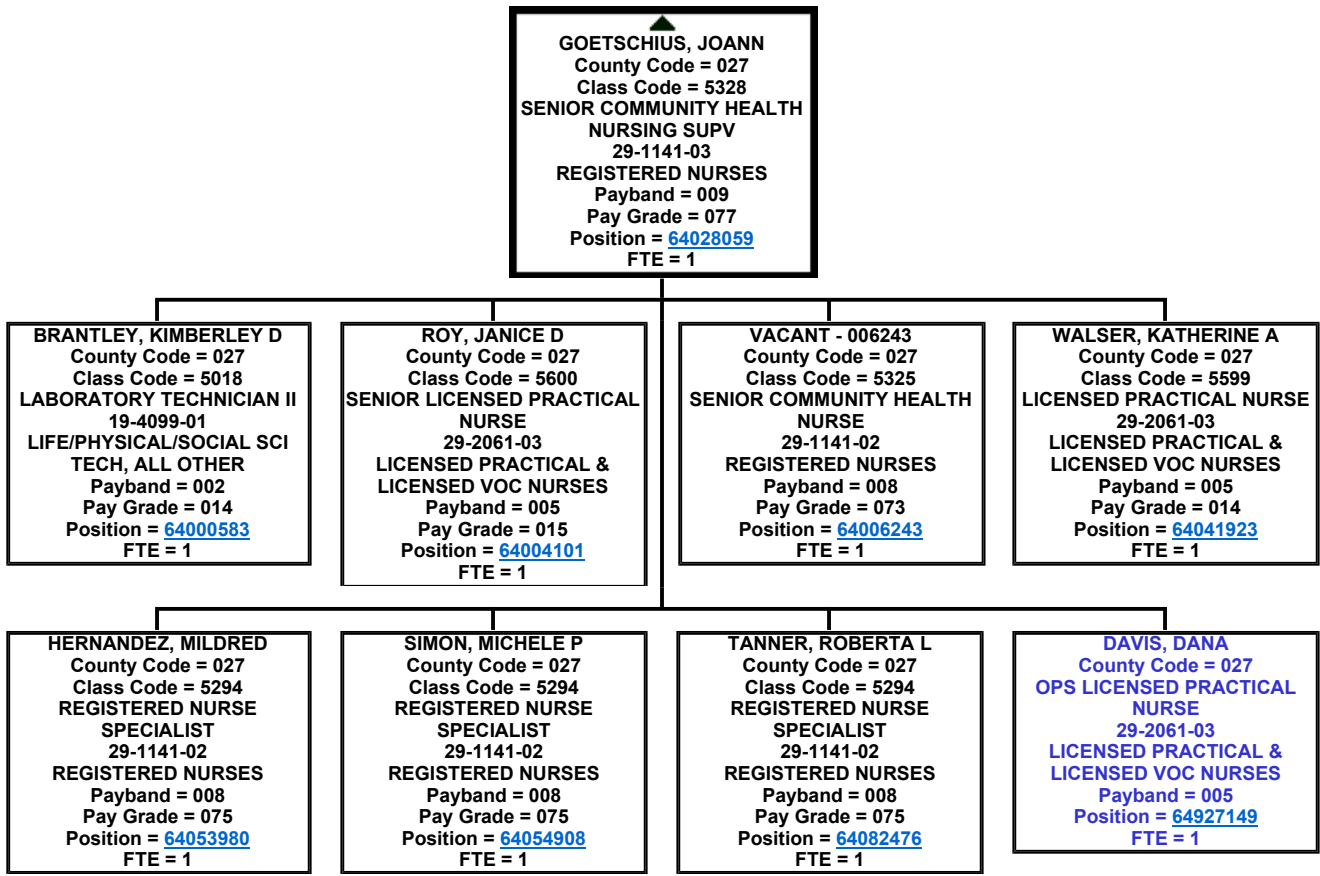 GOETSCHIUS, JOANN
County Code = 027
Class Code = 5328
SENIOR COMMUNITY HEALTH
NURSING SUPV
29-1141-03
REGISTERED NURSES
Payband = 009
Pay Grade = 077
Position = 64028059
FTE = 1
BRANTLEY, KIMBERLEY D
County Code = 027
Class Code = 5018
LABORATORY TECHNICIAN II
19-4099-01
LIFE/PHYSICAL/SOCIAL SCI
TECH, ALL OTHER
Payband = 002
Pay Grade = 014
Position = 64000583
FTE = 1
ROY, JANICE D
County Code = 027
Class Code = 5600
SENIOR LICENSED PRACTICAL
NURSE
29-2061-03
LICENSED PRACTICAL &
LICENSED VOC NURSES
Payband = 005
Pay Grade = 015
Position = 64004101
FTE = 1
VACANT - 006243
County Code = 027
Class Code = 5325
SENIOR COMMUNITY HEALTH
NURSE
29-1141-02
REGISTERED NURSES
Payband = 008
Pay Grade = 073
Position = 64006243
FTE = 1
WALSER, KATHERINE A
County Code = 027
Class Code = 5599
LICENSED PRACTICAL NURSE
29-2061-03
LICENSED PRACTICAL &
LICENSED VOC NURSES
Payband = 005
Pay Grade = 014
Position = 64041923
FTE = 1
HERNANDEZ, MILDRED
County Code = 027
Class Code = 5294
REGISTERED NURSE
SPECIALIST
29-1141-02
REGISTERED NURSES
Payband = 008
Pay Grade = 075
Position = 64053980
FTE = 1
SIMON, MICHELE P
County Code = 027
Class Code = 5294
REGISTERED NURSE
SPECIALIST
29-1141-02
REGISTERED NURSES
Payband = 008
Pay Grade = 075
Position = 64054908
FTE = 1
TANNER, ROBERTA L
County Code = 027
Class Code = 5294
REGISTERED NURSE
SPECIALIST
29-1141-02
REGISTERED NURSES
Payband = 008
Pay Grade = 075
Position = 64082476
FTE = 1
DAVIS, DANA
County Code = 027
OPS LICENSED PRACTICAL
NURSE
29-2061-03
LICENSED PRACTICAL &
LICENSED VOC NURSES
Payband = 005
Position = 64927149
FTE = 1